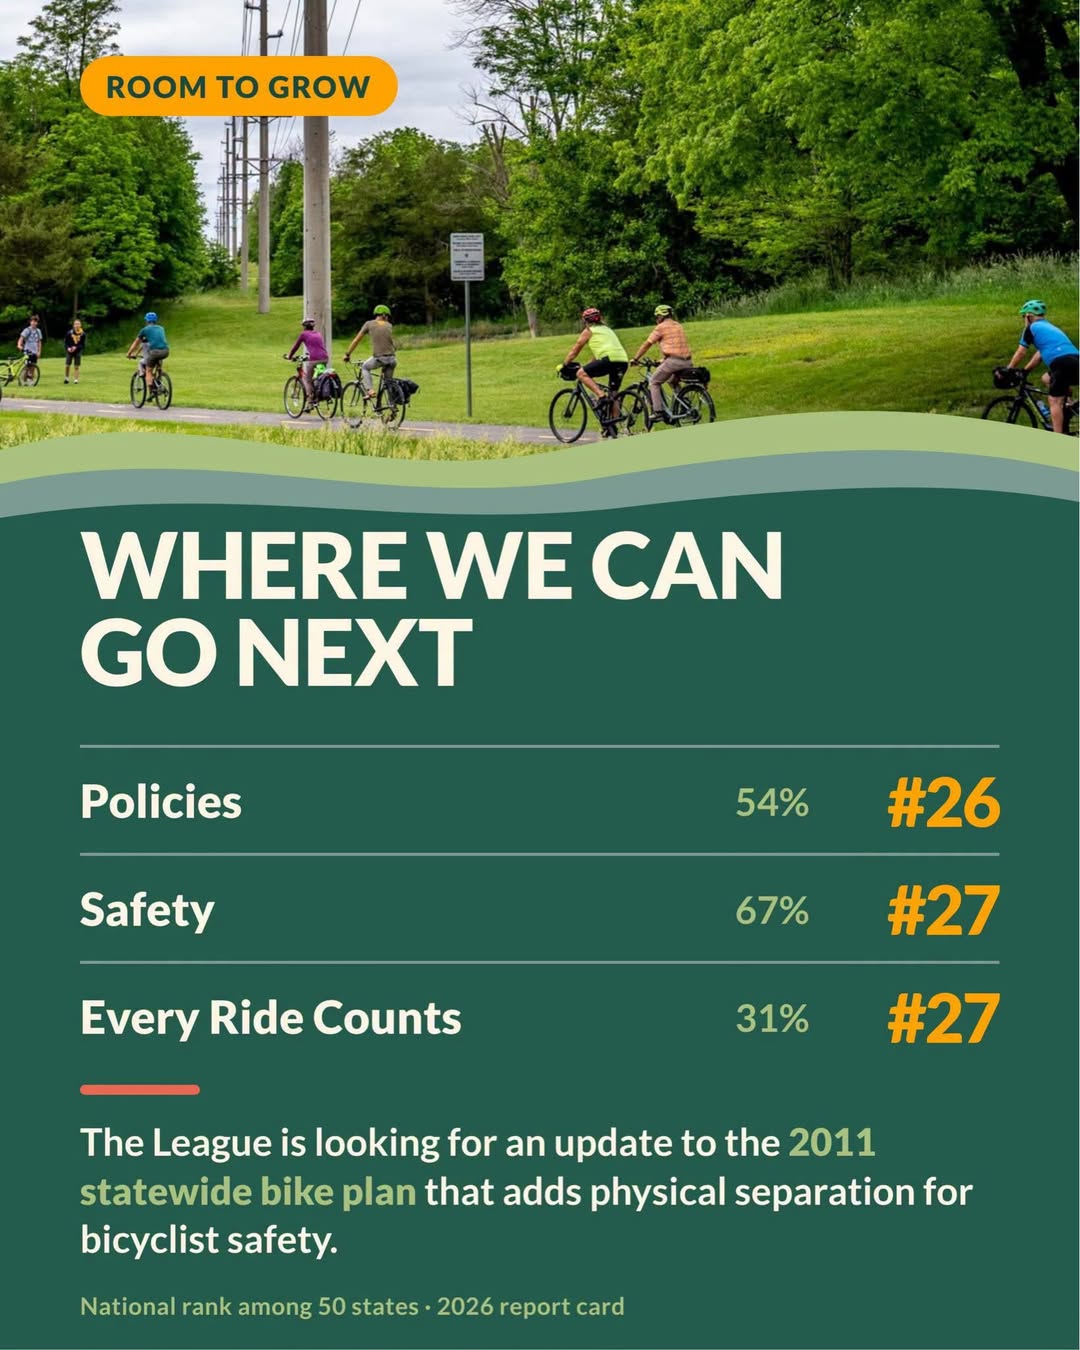 ROOM TO GROW
WHERE WE CAN
GO NEXT
Policies 54% #26
Safety 67% #27
Every Ride Counts 31% #27
The League is looking for an update to the 2011
statewide bike plan that adds physical separation for
bicyclist safety.
National rank among 50 states · 2026 report card